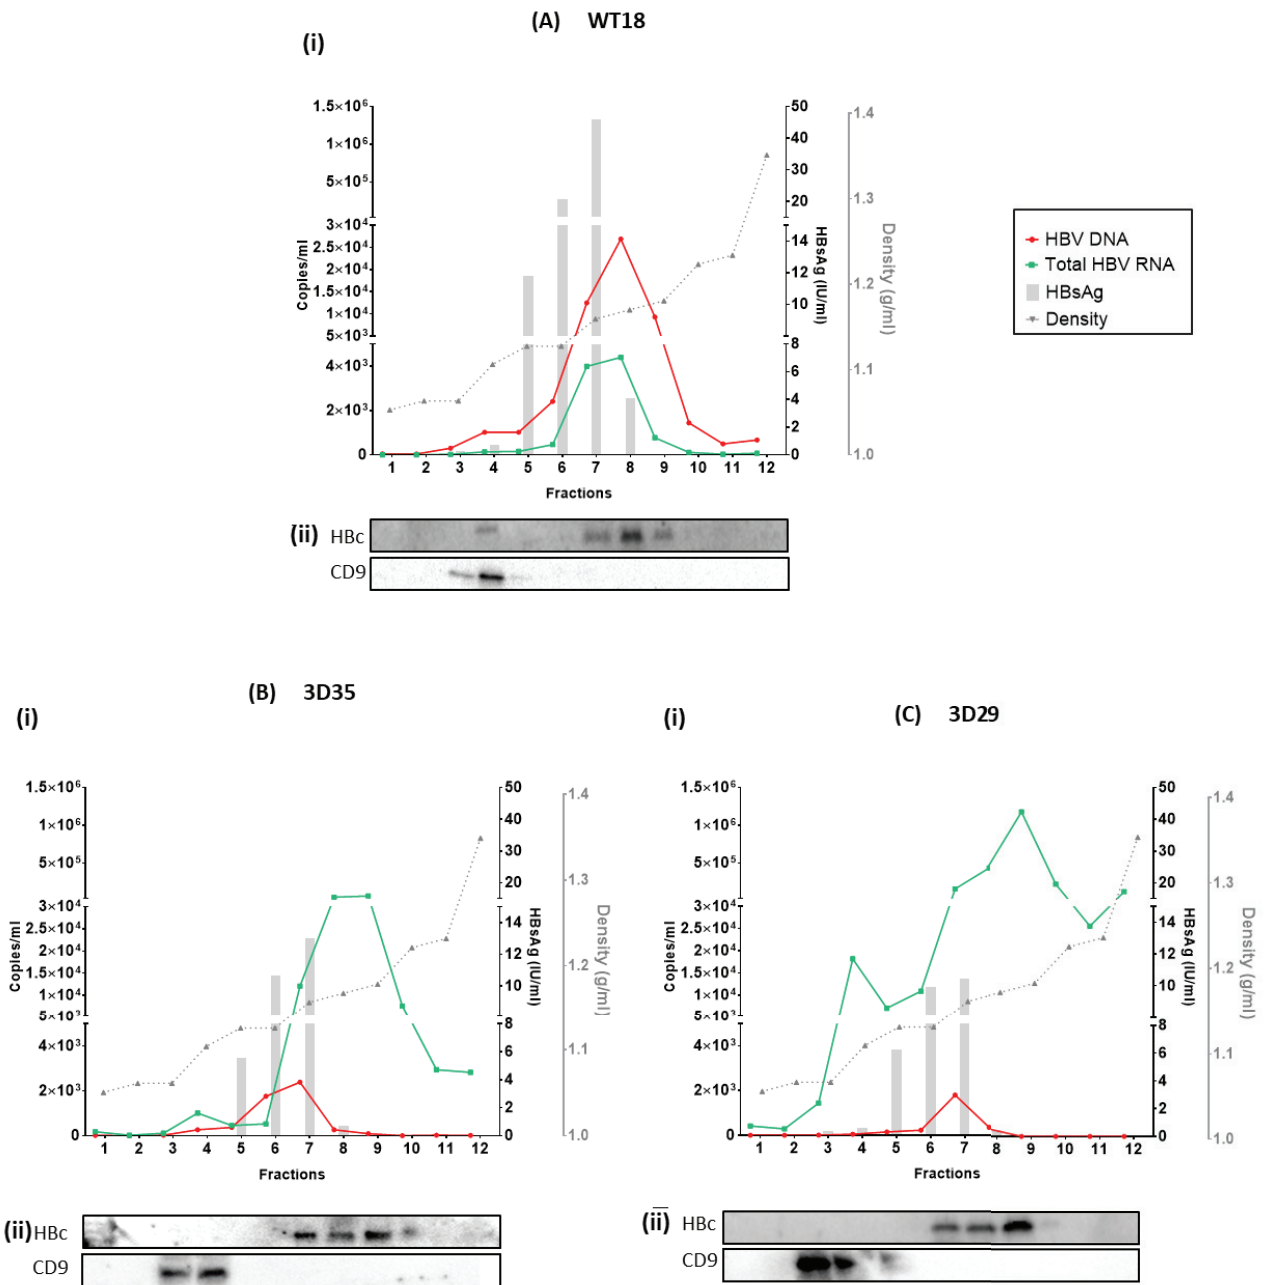 (A) WT18
(i)
1.5×10⁶
1×10⁶
5×10⁵
3×10⁴
2.5×10⁴
2×10⁴
1.5×10⁴
1×10⁴
5×10³
4×10³
2×10³
0
Copies/ml
50
40
30
20
14
12
10
8
6
4
2
0
HBsAg (IU/ml)
1.4
1.3
1.2
1.1
1.0
Density (g/ml)
1 2 3 4 5 6 7 8 9 10 11 12
Fractions
HBV DNA
Total HBV RNA
HBsAg
Density
(ii) HBc
CD9
(B) 3D35
(i)
1.5×10⁶
1×10⁶
5×10⁵
3×10⁴
2.5×10⁴
2×10⁴
1.5×10⁴
1×10⁴
5×10³
4×10³
2×10³
0
Copies/ml
50
40
30
20
14
12
10
8
6
4
2
0
HBsAg (IU/ml)
1.4
1.3
1.2
1.1
1.0
Density (g/ml)
1 2 3 4 5 6 7 8 9 10 11 12
Fractions
(ii) HBc
CD9
(C) 3D29
(i)
1.5×10⁶
1×10⁶
5×10⁵
3×10⁴
2.5×10⁴
2×10⁴
1.5×10⁴
1×10⁴
5×10³
4×10³
2×10³
0
Copies/ml
50
40
30
20
14
12
10
8
6
4
2
0
HBsAg (IU/ml)
1.4
1.3
1.2
1.1
1.0
Density (g/ml)
1 2 3 4 5 6 7 8 9 10 11 12
Fractions
(ii) HBc
CD9